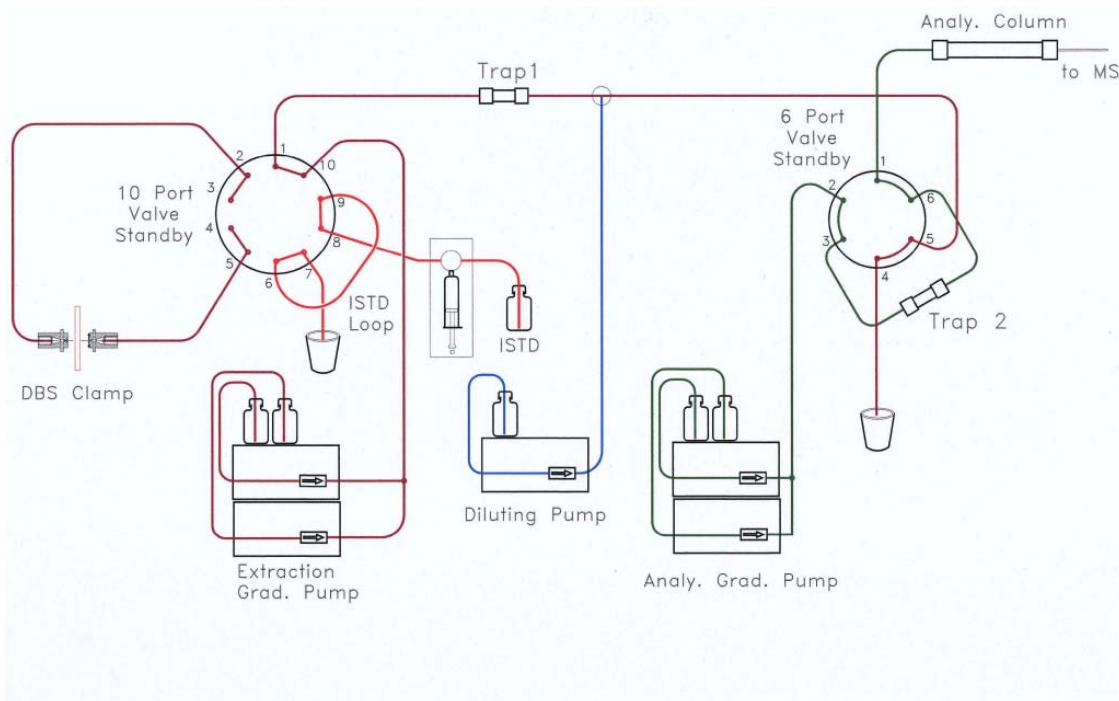 Analy. Column
to MS
Trap1
6 Port
Valve
Standby
10 Port
Valve
Standby
1
2
3
4
5
6
7
8
9
10
1
2
3
4
5
6
ISTD
Loop
ISTD
Trap 2
DBS Clamp
Diluting Pump
Extraction
Grad. Pump
Analy. Grad. Pump